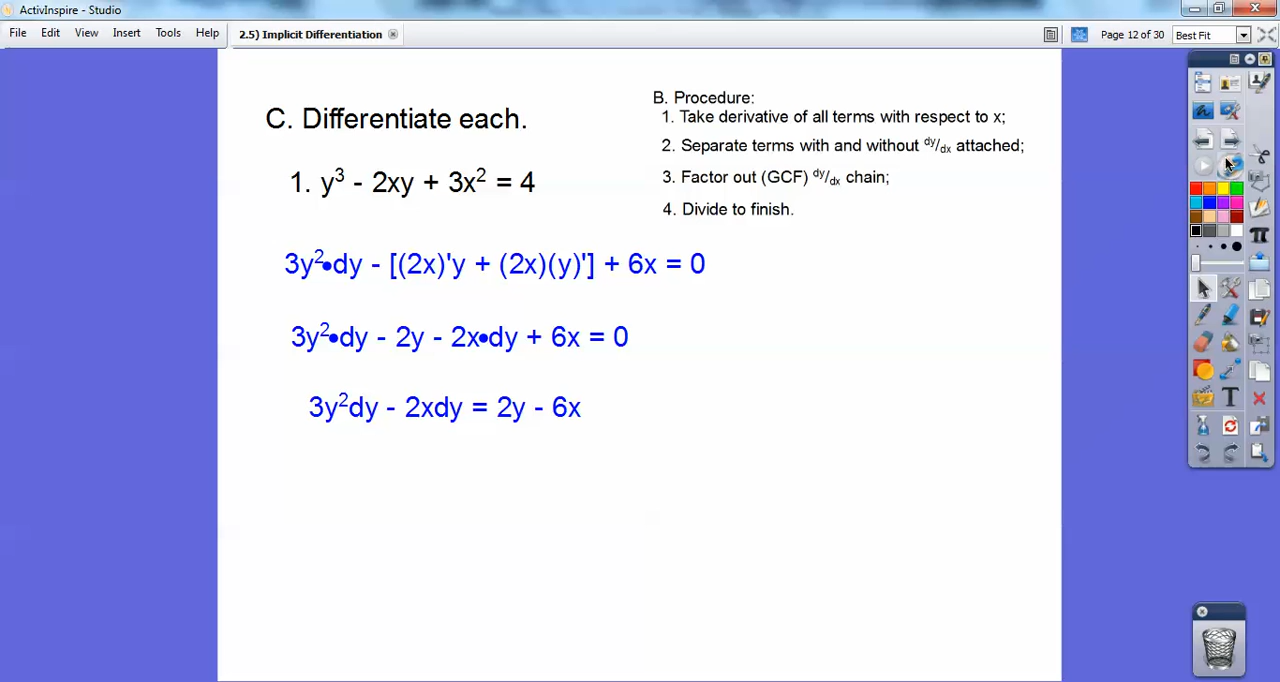 ActivInspire - Studio
File Edit View Insert Tools Help 2.5) Implicit Differentiation Page 12 of 30 Best Fit
C. Differentiate each.
1. y³ - 2xy + 3x² = 4
B. Procedure:
1. Take derivative of all terms with respect to x;
2. Separate terms with and without dy/dx attached;
3. Factor out (GCF) dy/dx chain;
4. Divide to finish.
3y²•dy - [(2x)'y + (2x)(y)'] + 6x = 0
3y²•dy - 2y - 2x•dy + 6x = 0
3y²dy - 2xdy = 2y - 6x